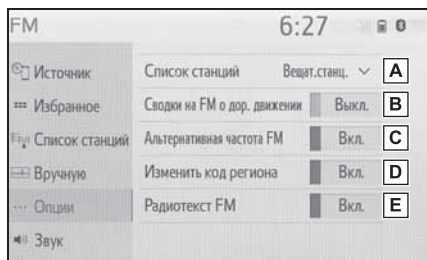 FM 6:27
Источник
Избранное
Список станций
Вручную
Опции
Звук
Список станций Вещат.станц. A
Сводки на FM о дор. движении Выкл. B
Альтернативная частота FM Вкл. C
Изменить код региона Вкл. D
Радиотекст FM Вкл. E